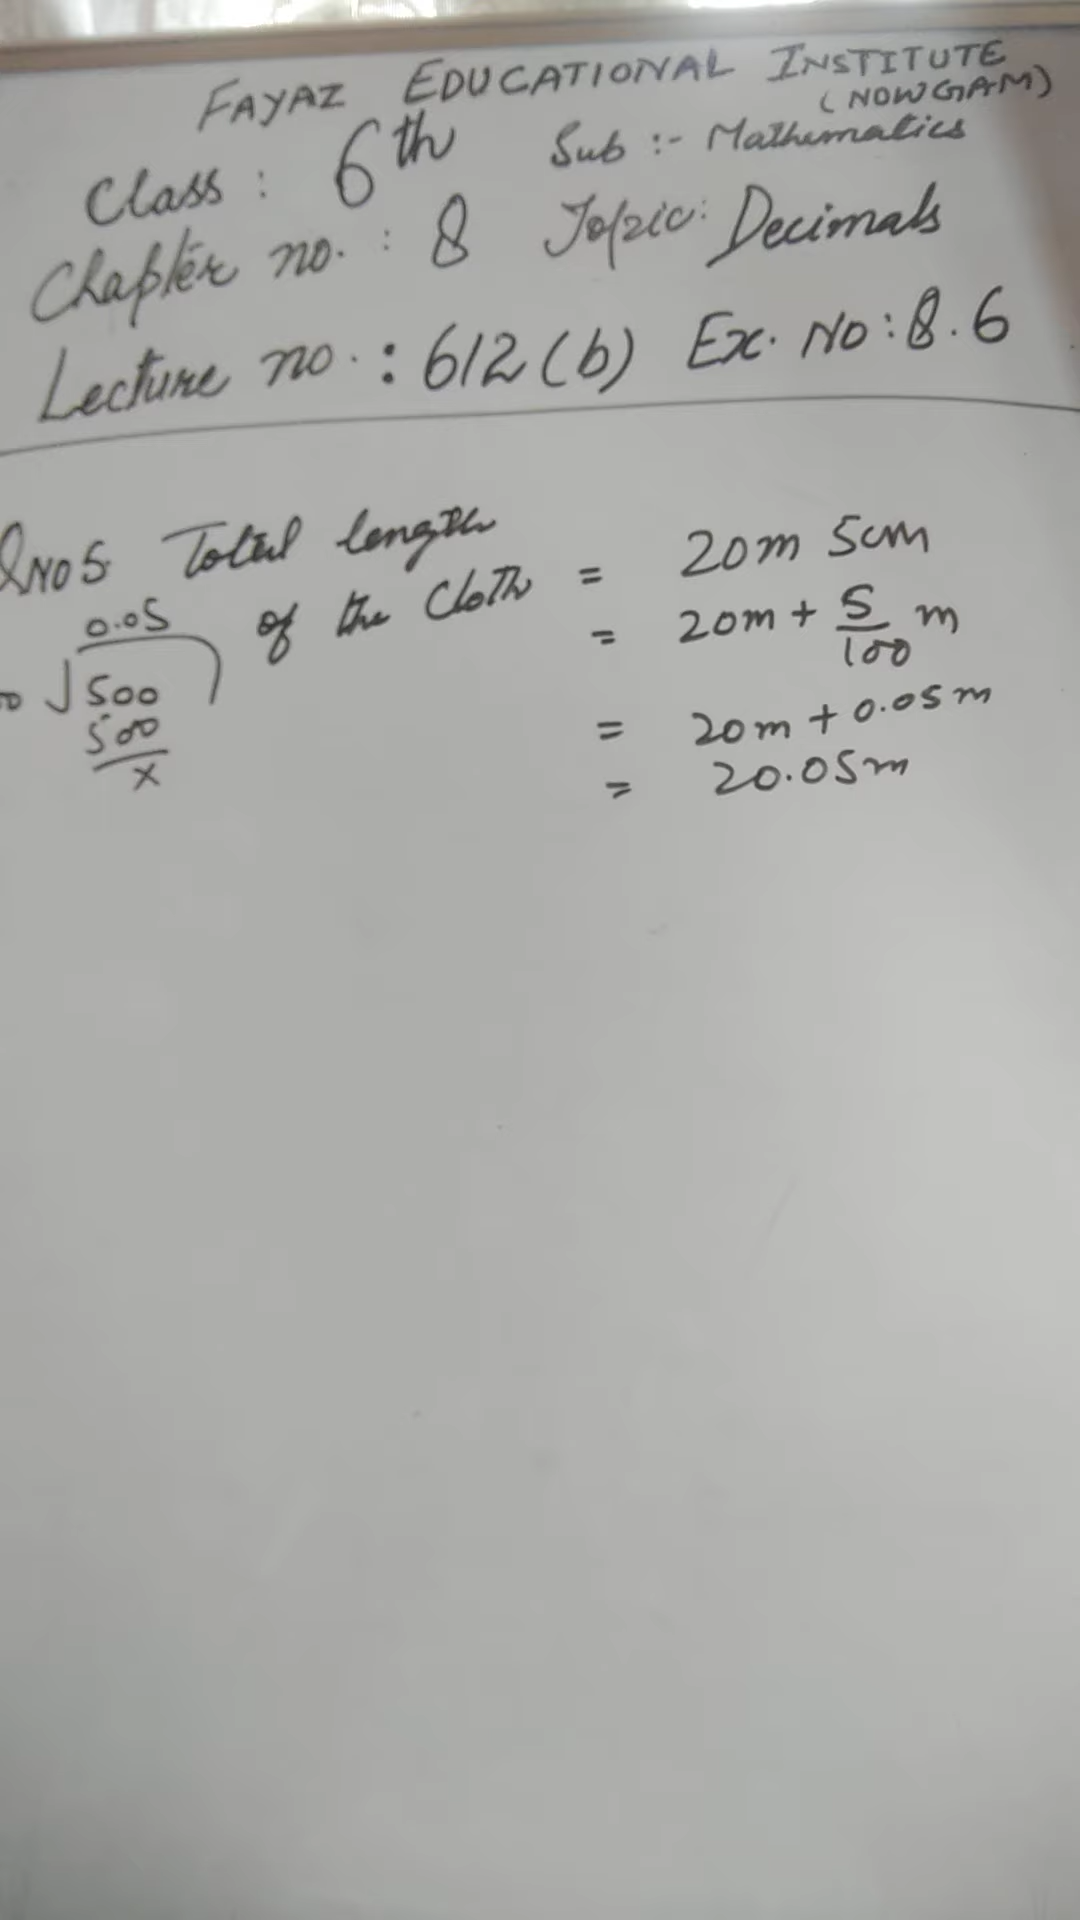 FAYAZ EDUCATIONAL INSTITUTE
(NOWGAM)
Class : 6th Sub :- Mathematics
Chapter no. : 8 Topic: Decimals
Lecture no. : 612 (b) Ex. No: 8.6
QNO5. Total length
of the Cloth = 20m 5cm
= 20m + 5/100 m
= 20m + 0.05m
= 20.05m
0.05
500
500
x